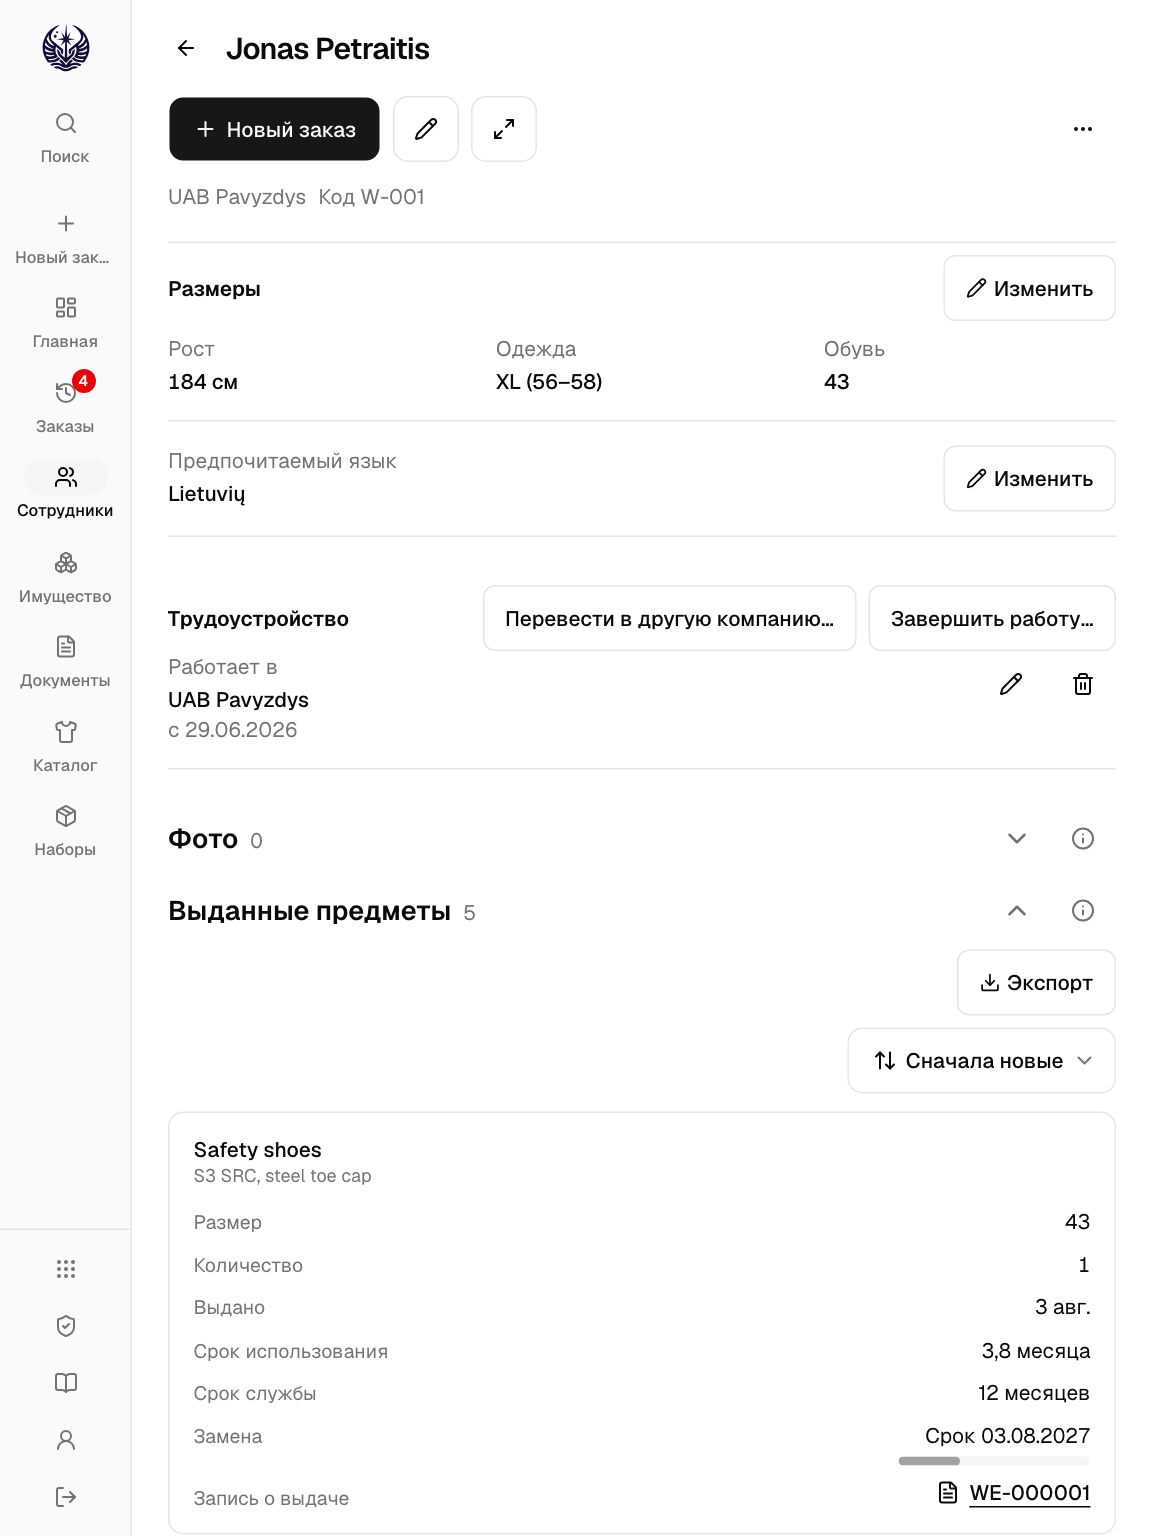 Jonas Petraitis
Поиск
Новый зак...
Главная
4
Заказы
Сотрудники
Имущество
Документы
Каталог
Наборы
Новый заказ
UAB Pavyzdys Код W-001
Размеры
Изменить
Рост
184 см
Одежда
XL (56–58)
Обувь
43
Предпочитаемый язык
Lietuvių
Изменить
Трудоустройство
Перевести в другую компанию...
Завершить работу...
Работает в
UAB Pavyzdys
с 29.06.2026
Фото 0
Выданные предметы 5
Экспорт
Сначала новые
Safety shoes
S3 SRC, steel toe cap
Размер 43
Количество 1
Выдано 3 авг.
Срок использования 3,8 месяца
Срок службы 12 месяцев
Замена Срок 03.08.2027
Запись о выдаче WE-000001